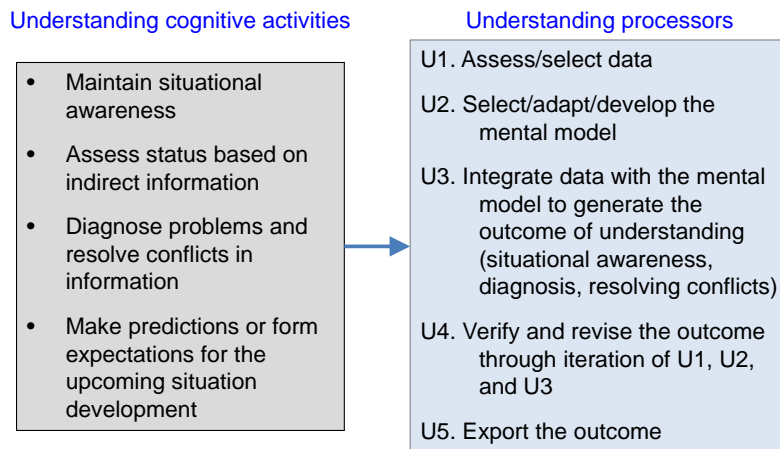 Understanding cognitive activities
• Maintain situational
awareness
• Assess status based on
indirect information
• Diagnose problems and
resolve conflicts in
information
• Make predictions or form
expectations for the
upcoming situation
development
Understanding processors
U1. Assess/select data
U2. Select/adapt/develop the
mental model
U3. Integrate data with the mental
model to generate the
outcome of understanding
(situational awareness,
diagnosis, resolving conflicts)
U4. Verify and revise the outcome
through iteration of U1, U2,
and U3
U5. Export the outcome